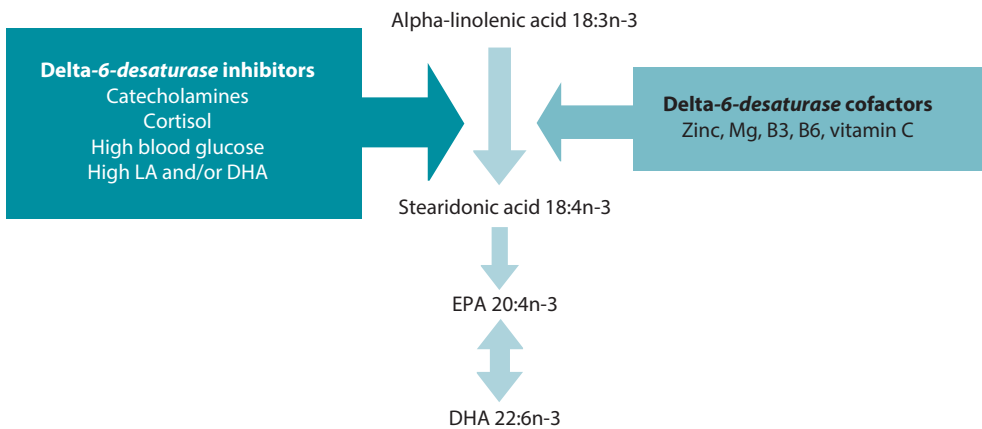 Alpha-linolenic acid 18:3n-3
Delta-6-desaturase inhibitors
Catecholamines
Cortisol
High blood glucose
High LA and/or DHA
Delta-6-desaturase cofactors
Zinc, Mg, B3, B6, vitamin C
Stearidonic acid 18:4n-3
EPA 20:4n-3
DHA 22:6n-3